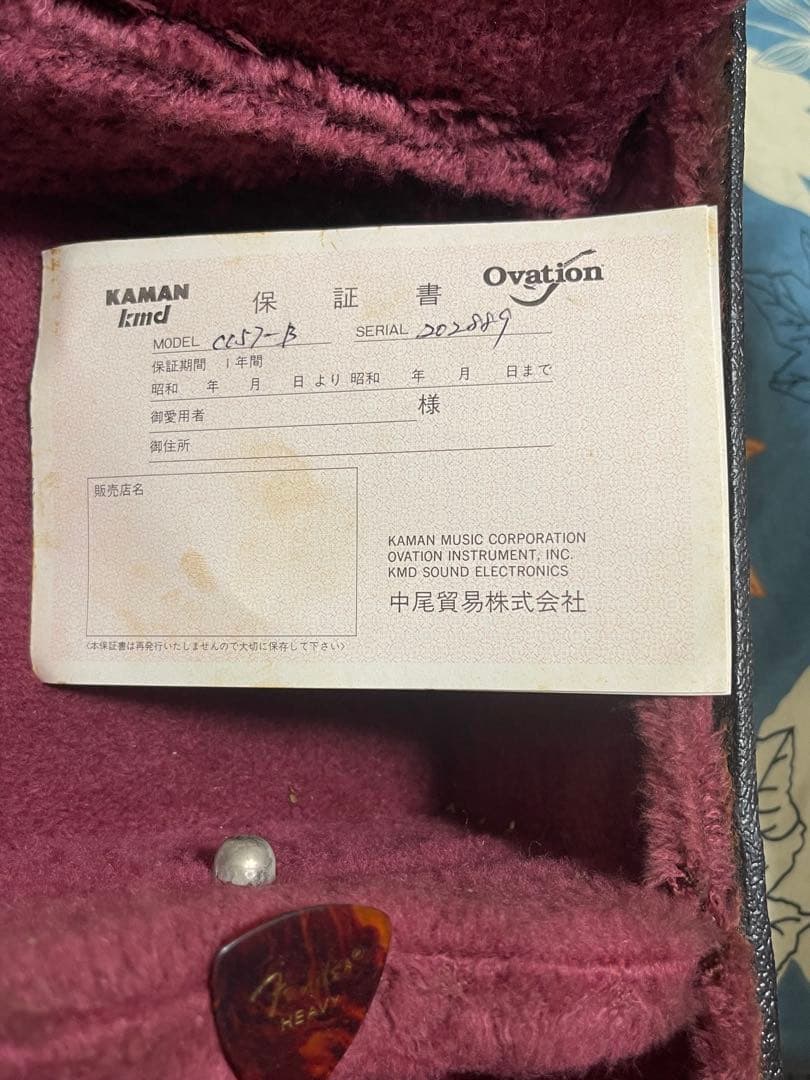 KAMAN
kmd
保証書
Ovation
MODEL CC57-B SERIAL 202889
保証期間 1年間
昭和 年 月 日 より 昭和 年 月 日まで
御愛用者 様
御住所
販売店名
KAMAN MUSIC CORPORATION
OVATION INSTRUMENT, INC.
KMD SOUND ELECTRONICS
中尾貿易株式会社
〈本保証書は再発行いたしませんので大切に保存して下さい〉
Fender®
HEAVY